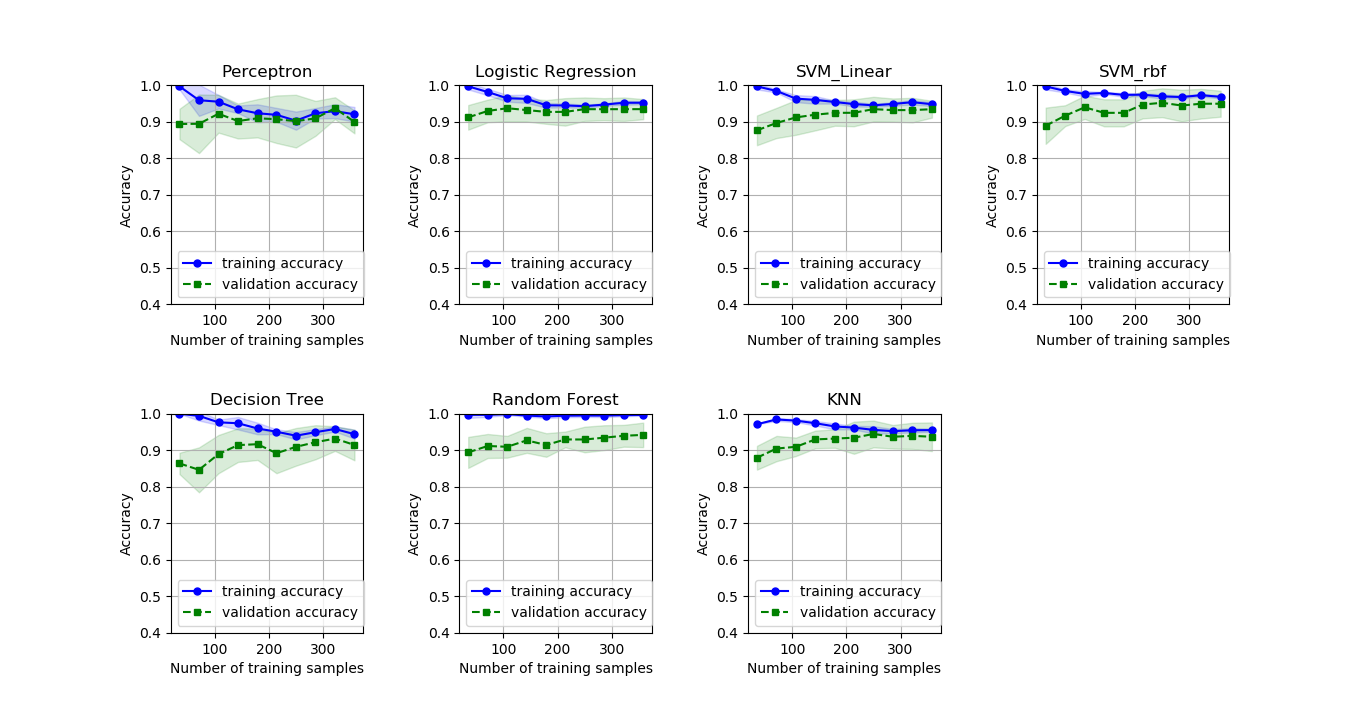 Perceptron
1.0
0.9
0.8
0.7
0.6
0.5
0.4
Accuracy
training accuracy
validation accuracy
100 200 300
Number of training samples
Logistic Regression
1.0
0.9
0.8
0.7
0.6
0.5
0.4
Accuracy
training accuracy
validation accuracy
100 200 300
Number of training samples
SVM_Linear
1.0
0.9
0.8
0.7
0.6
0.5
0.4
Accuracy
training accuracy
validation accuracy
100 200 300
Number of training samples
SVM_rbf
1.0
0.9
0.8
0.7
0.6
0.5
0.4
Accuracy
training accuracy
validation accuracy
100 200 300
Number of training samples
Decision Tree
1.0
0.9
0.8
0.7
0.6
0.5
0.4
Accuracy
training accuracy
validation accuracy
100 200 300
Number of training samples
Random Forest
1.0
0.9
0.8
0.7
0.6
0.5
0.4
Accuracy
training accuracy
validation accuracy
100 200 300
Number of training samples
KNN
1.0
0.9
0.8
0.7
0.6
0.5
0.4
Accuracy
training accuracy
validation accuracy
100 200 300
Number of training samples